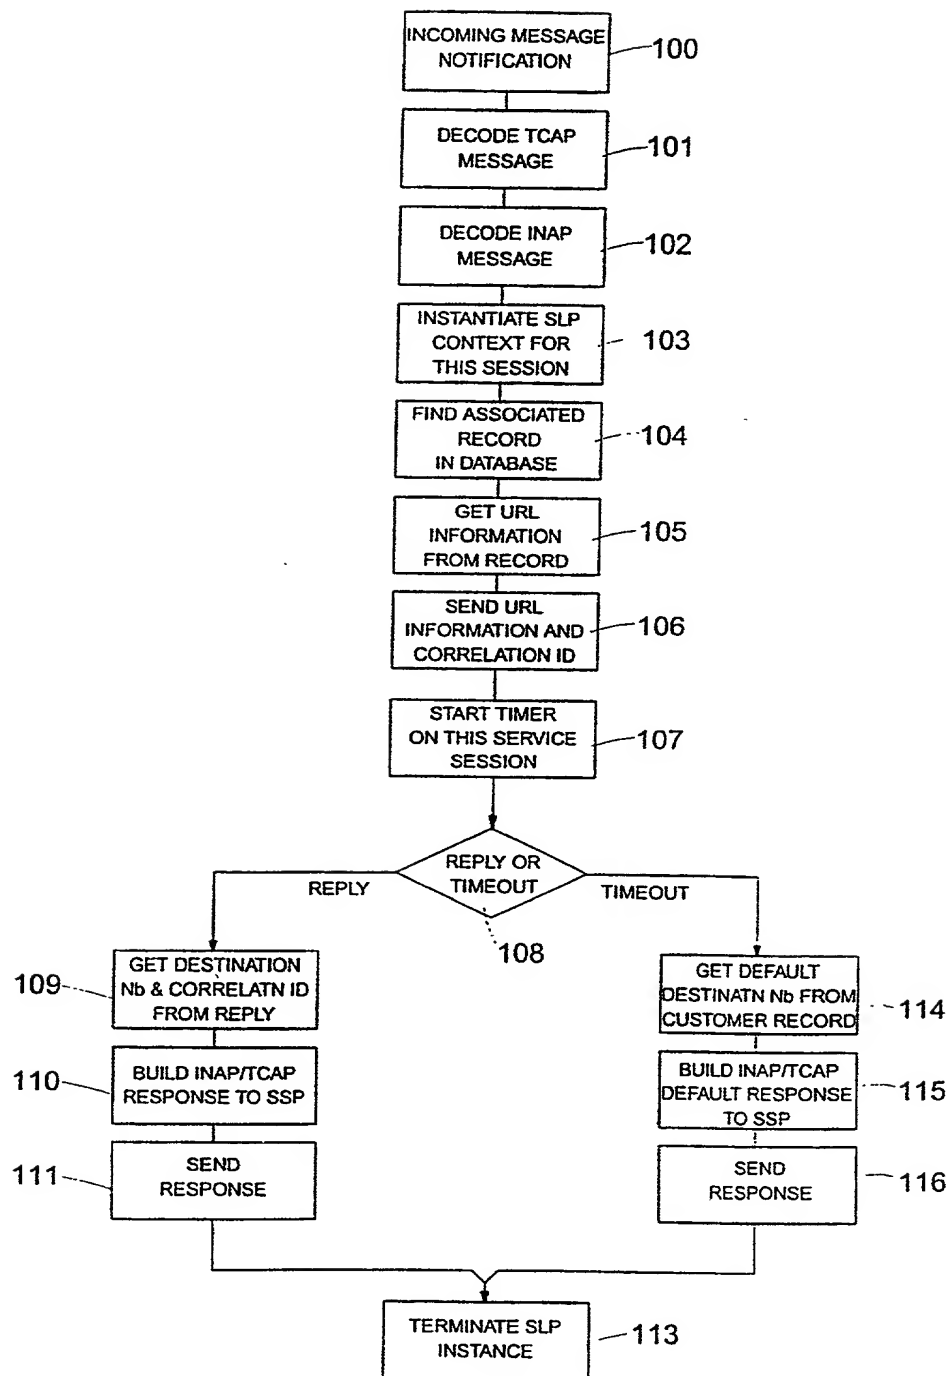 INCOMING MESSAGE
NOTIFICATION
100
DECODE TCAP
MESSAGE
101
DECODE INAP
MESSAGE
102
INSTANTIATE SLP
CONTEXT FOR
THIS SESSION
103
FIND ASSOCIATED
RECORD
IN DATABASE
104
GET URL
INFORMATION
FROM RECORD
105
SEND URL
INFORMATION AND
CORRELATION ID
106
START TIMER
ON THIS SERVICE
SESSION
107
REPLY OR
TIMEOUT
REPLY
TIMEOUT
108
GET DESTINATION
Nb & CORRELATN ID
FROM REPLY
109
BUILD INAP/TCAP
RESPONSE TO SSP
110
SEND
RESPONSE
111
GET DEFAULT
DESTINATN Nb FROM
CUSTOMER RECORD
114
BUILD INAP/TCAP
DEFAULT RESPONSE
TO SSP
115
SEND
RESPONSE
116
TERMINATE SLP
INSTANCE
113